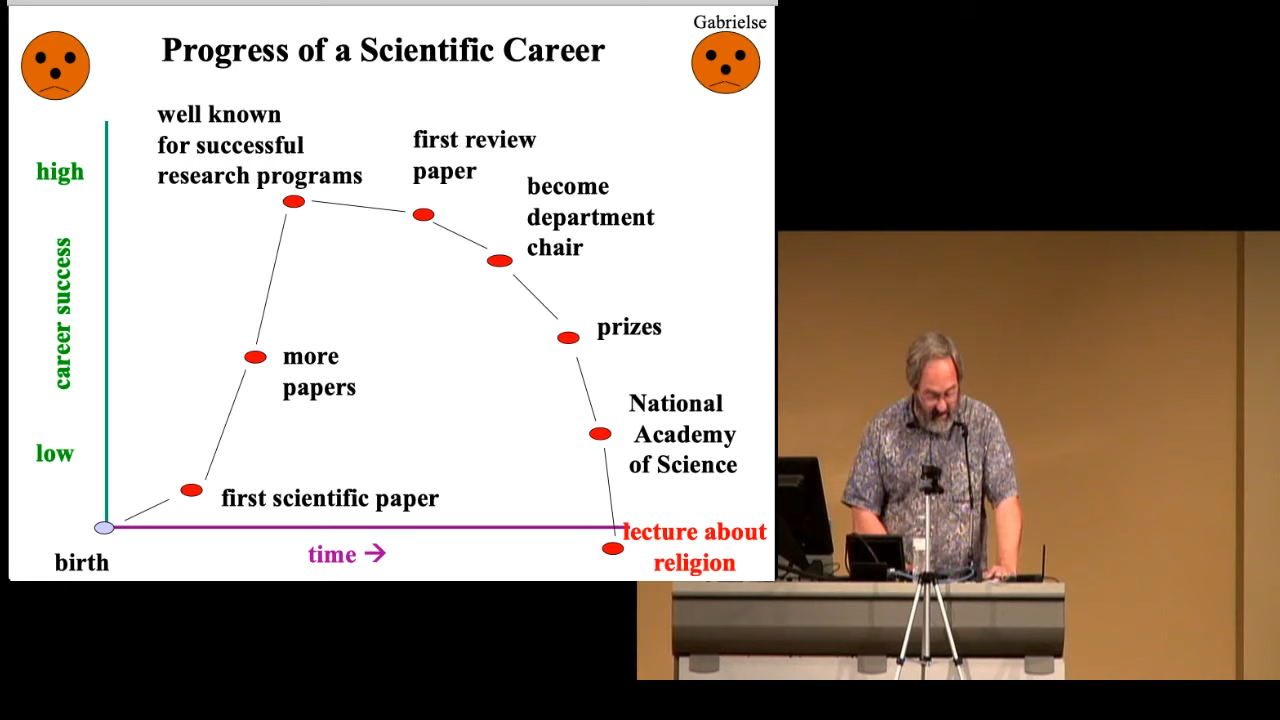 Gabrielse
Progress of a Scientific Career
well known
for successful
research programs
first review
paper
become
department
chair
high
career success
low
prizes
more
papers
National
Academy
of Science
first scientific paper
lecture about
religion
time →
birth